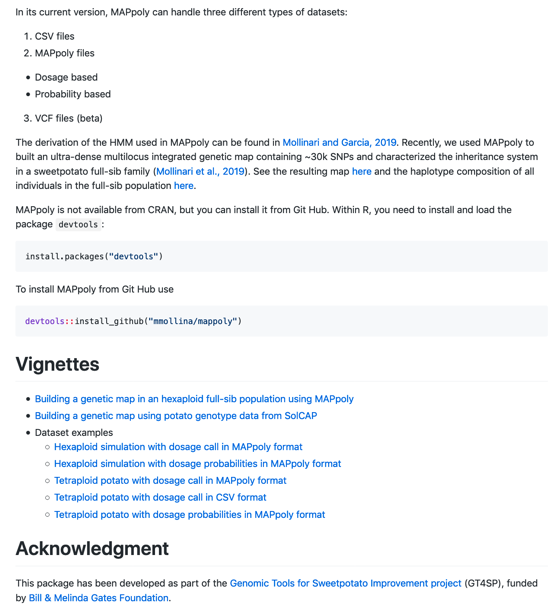 In its current version, MAPpoly can handle three different types of datasets:
1. CSV files
2. MAPpoly files
• Dosage based
• Probability based
3. VCF files (beta)
The derivation of the HMM used in MAPpoly can be found in Mollinari and Garcia, 2019. Recently, we used MAPpoly to
built an ultra-dense multilocus integrated genetic map containing ~30k SNPs and characterized the inheritance system
in a sweetpotato full-sib family (Mollinari et al., 2019). See the resulting map here and the haplotype composition of all
individuals in the full-sib population here.
MAPpoly is not available from CRAN, but you can install it from Git Hub. Within R, you need to install and load the
package devtools :
install.packages("devtools")
To install MAPpoly from Git Hub use
devtools::install_github("mmollina/mappoly")
Vignettes
• Building a genetic map in an hexaploid full-sib population using MAPpoly
• Building a genetic map using potato genotype data from SolCAP
• Dataset examples
○ Hexaploid simulation with dosage call in MAPpoly format
○ Hexaploid simulation with dosage probabilities in MAPpoly format
○ Tetraploid potato with dosage call in MAPpoly format
○ Tetraploid potato with dosage call in CSV format
○ Tetraploid potato with dosage probabilities in MAPpoly format
Acknowledgment
This package has been developed as part of the Genomic Tools for Sweetpotato Improvement project (GT4SP), funded
by Bill & Melinda Gates Foundation.